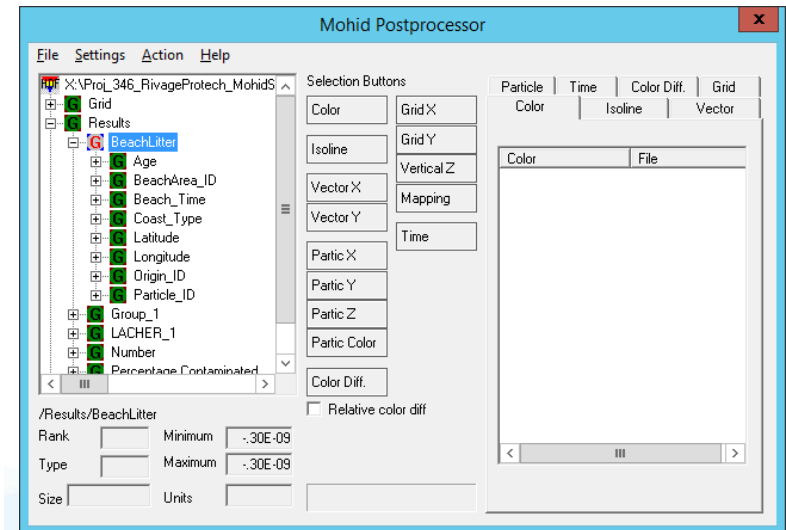 Mohid Postprocessor
x
File Settings Action Help
X:\Proj_346_RivageProtech_MohidS
Grid
Results
BeachLitter
Age
BeachArea_ID
Beach_Time
Coast_Type
Latitude
Longitude
Origin_ID
Particle_ID
Group_1
LACHER_1
Number
Percentage Contaminated
/Results/BeachLitter
Rank
Minimum -.30E-09
Type
Maximum -.30E-09
Size
Units
Selection Buttons
Color
Isoline
Vector X
Vector Y
Partic X
Partic Y
Partic Z
Partic Color
Color Diff.
Relative color diff
Grid X
Grid Y
Vertical Z
Mapping
Time
Particle Time Color Diff. Grid
Color Isoline Vector
Color File